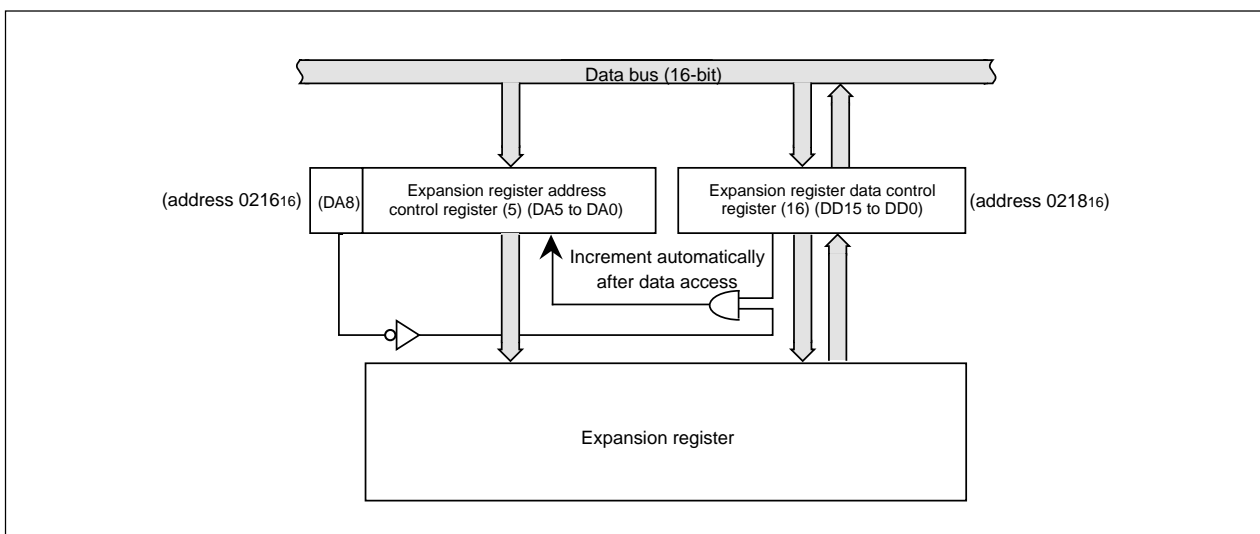 Data bus (16-bit)
(address 021616)
(DA8)
Expansion register address
control register (5) (DA5 to DA0)
Expansion register data control
register (16) (DD15 to DD0)
(address 021816)
Increment automatically
after data access
Expansion register